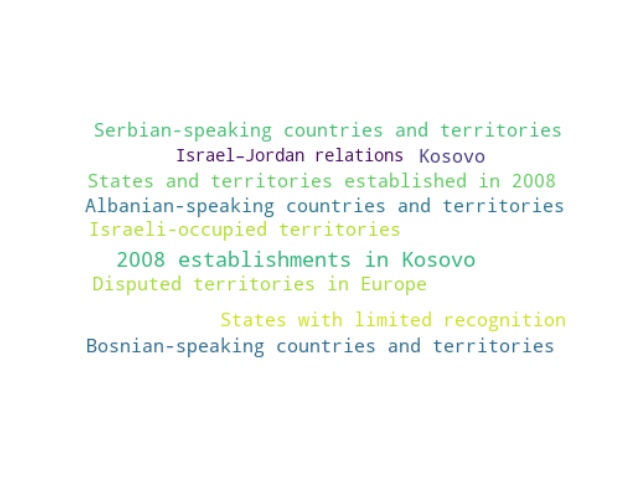 Serbian-speaking countries and territories
Israel–Jordan relations Kosovo
States and territories established in 2008
Albanian-speaking countries and territories
Israeli-occupied territories
2008 establishments in Kosovo
Disputed territories in Europe
States with limited recognition
Bosnian-speaking countries and territories